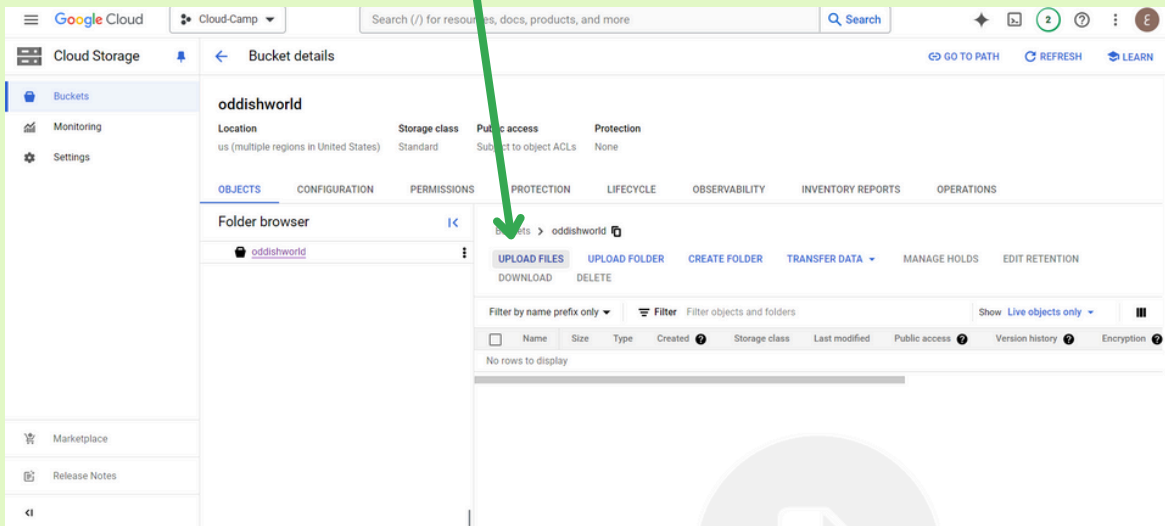 Google Cloud
Cloud-Camp
Search (/) for resources, docs, products, and more
Search
2
E
Cloud Storage
Bucket details
GO TO PATH
REFRESH
LEARN
Buckets
Monitoring
Settings
oddishworld
Location
Storage class
Public access
Protection
us (multiple regions in United States)
Standard
Subject to object ACLs
None
OBJECTS
CONFIGURATION
PERMISSIONS
PROTECTION
LIFECYCLE
OBSERVABILITY
INVENTORY REPORTS
OPERATIONS
Folder browser
oddishworld
Buckets > oddishworld
UPLOAD FILES
UPLOAD FOLDER
CREATE FOLDER
TRANSFER DATA
MANAGE HOLDS
EDIT RETENTION
DOWNLOAD
DELETE
Filter by name prefix only
Filter
Filter objects and folders
Show
Live objects only
Name
Size
Type
Created
Storage class
Last modified
Public access
Version history
Encryption
No rows to display
Marketplace
Release Notes